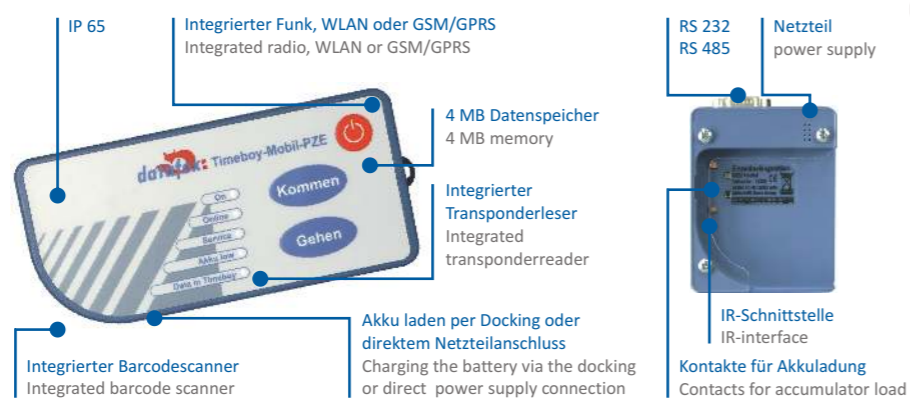 IP 65
Integrierter Funk, WLAN oder GSM/GPRS
Integrated radio, WLAN or GSM/GPRS
RS 232
RS 485
Netzteil
power supply
4 MB Datenspeicher
4 MB memory
datafox: Timeboy-Mobil-PZE
Kommen
Gehen
On
Online
Service
Akku low
Data in Timeboy
Integrierter
Transponderleser
Integrated
transponderreader
IR-Schnittstelle
IR-interface
Integrierter Barcodescanner
Integrated barcode scanner
Akku laden per Docking oder
direktem Netzteilanschluss
Charging the battery via the docking
or direct power supply connection
Kontakte für Akkuladung
Contacts for accumulator load